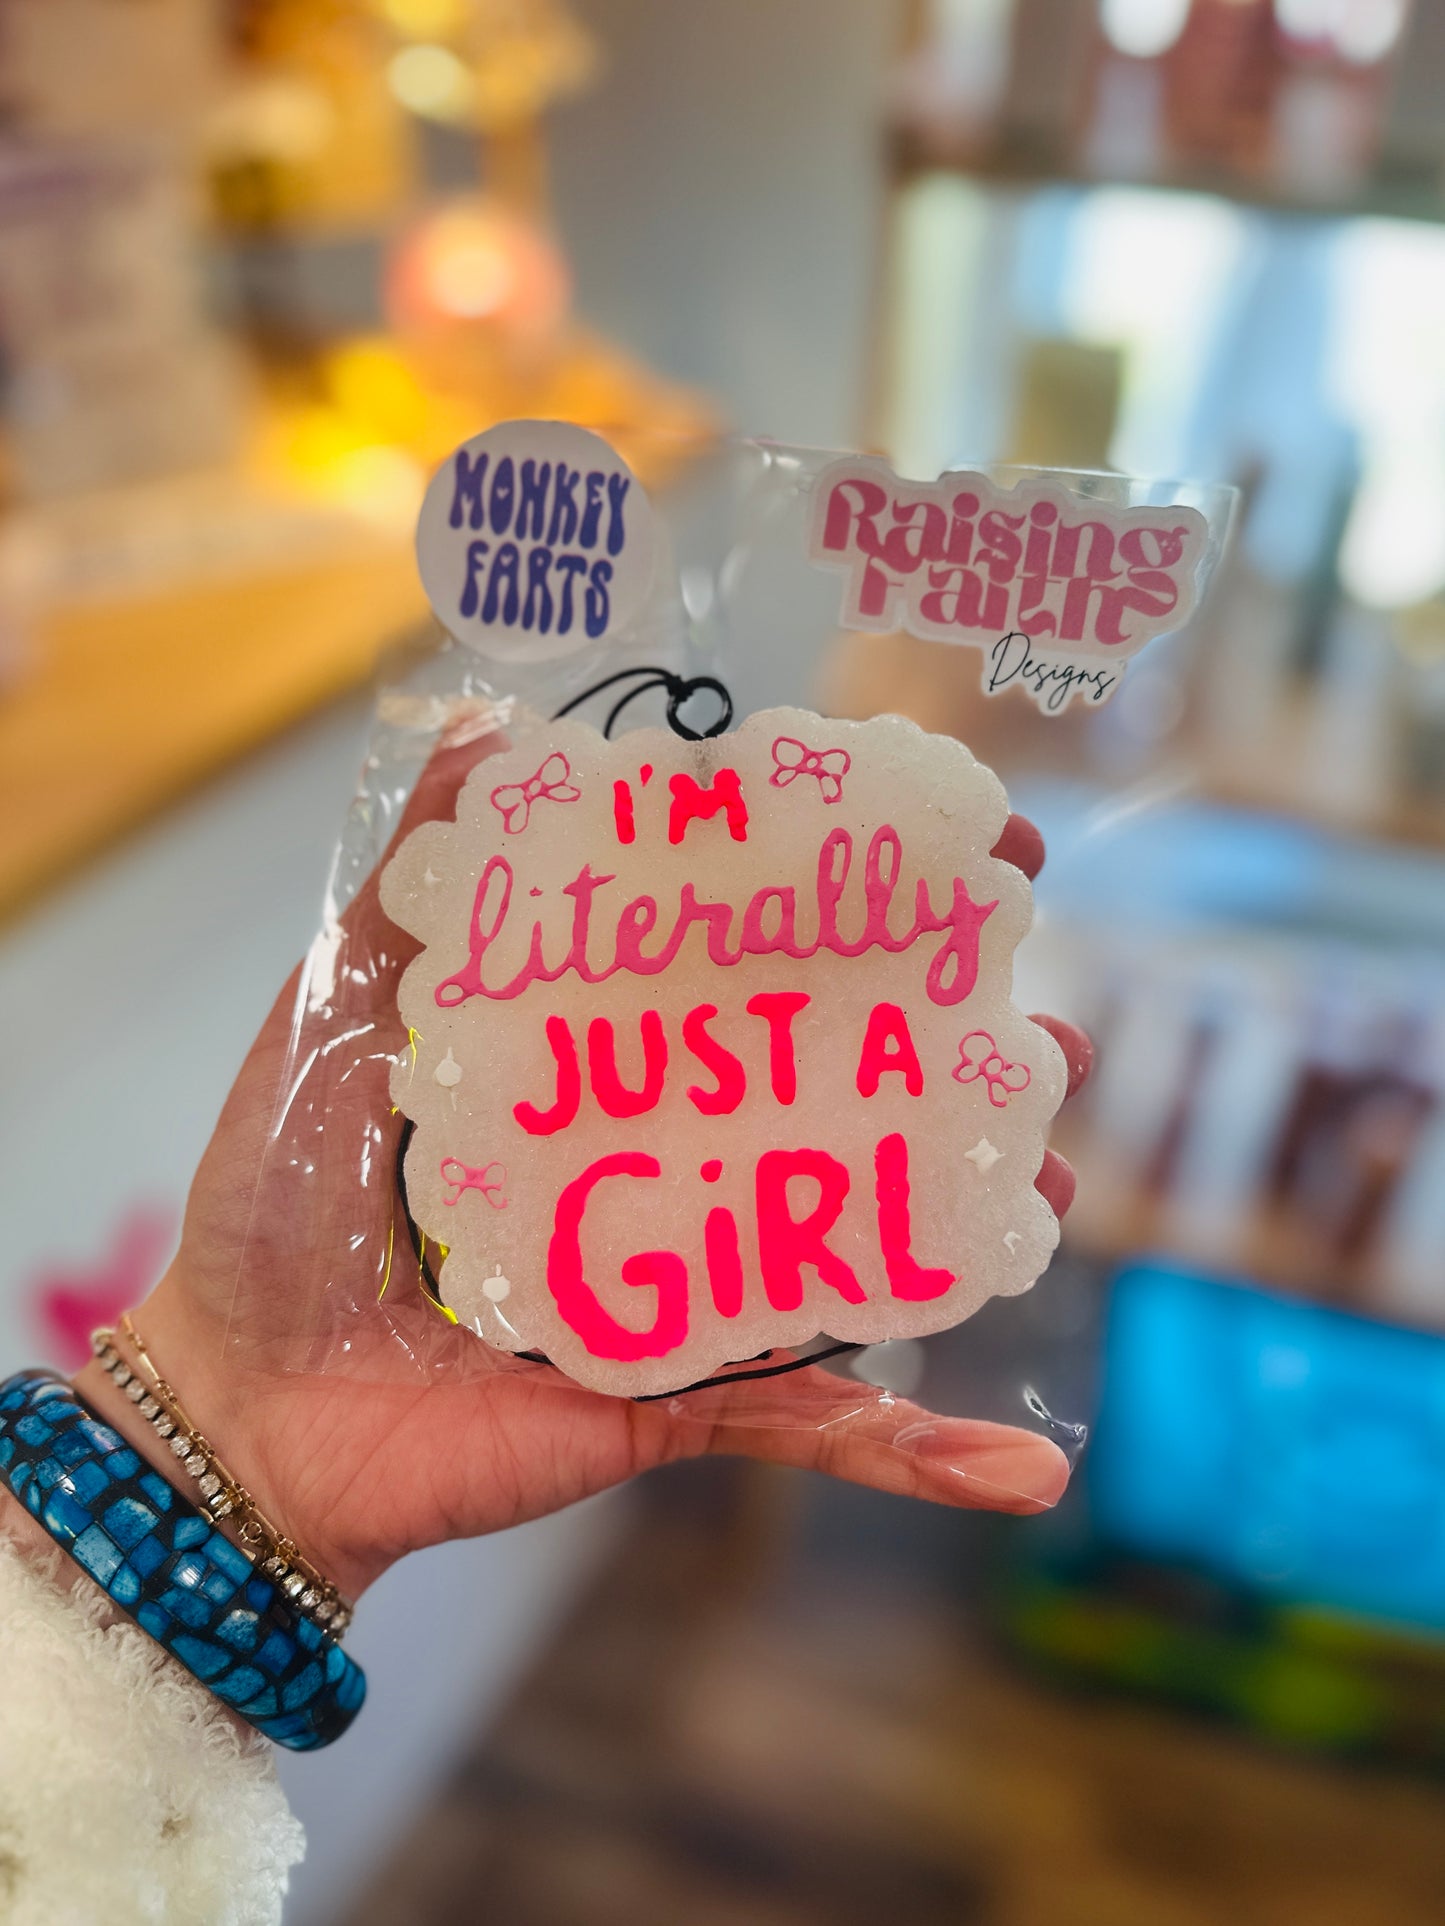 MONKEY
FARTS
Raising
Faith
Designs
I'M
literally
JUST A
GiRL